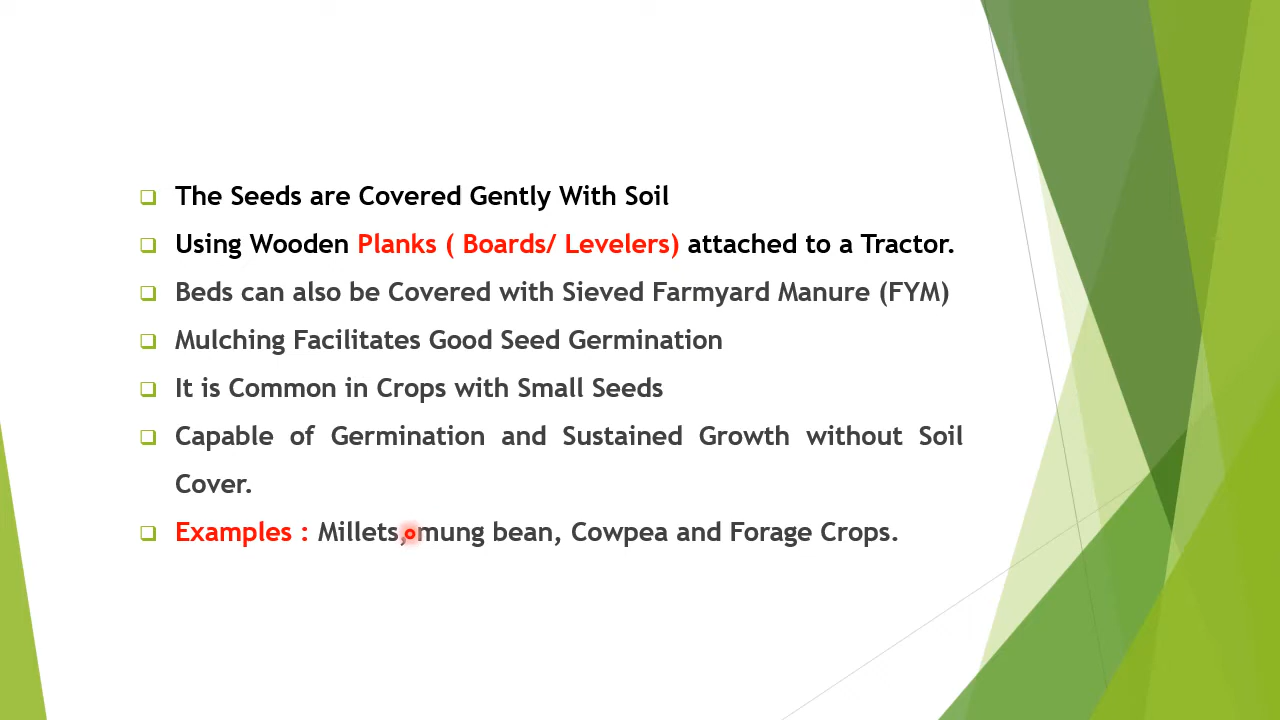 The Seeds are Covered Gently With Soil
Using Wooden Planks ( Boards/ Levelers) attached to a Tractor.
Beds can also be Covered with Sieved Farmyard Manure (FYM)
Mulching Facilitates Good Seed Germination
It is Common in Crops with Small Seeds
Capable of Germination and Sustained Growth without Soil
Cover.
Examples : Millets, mung bean, Cowpea and Forage Crops.